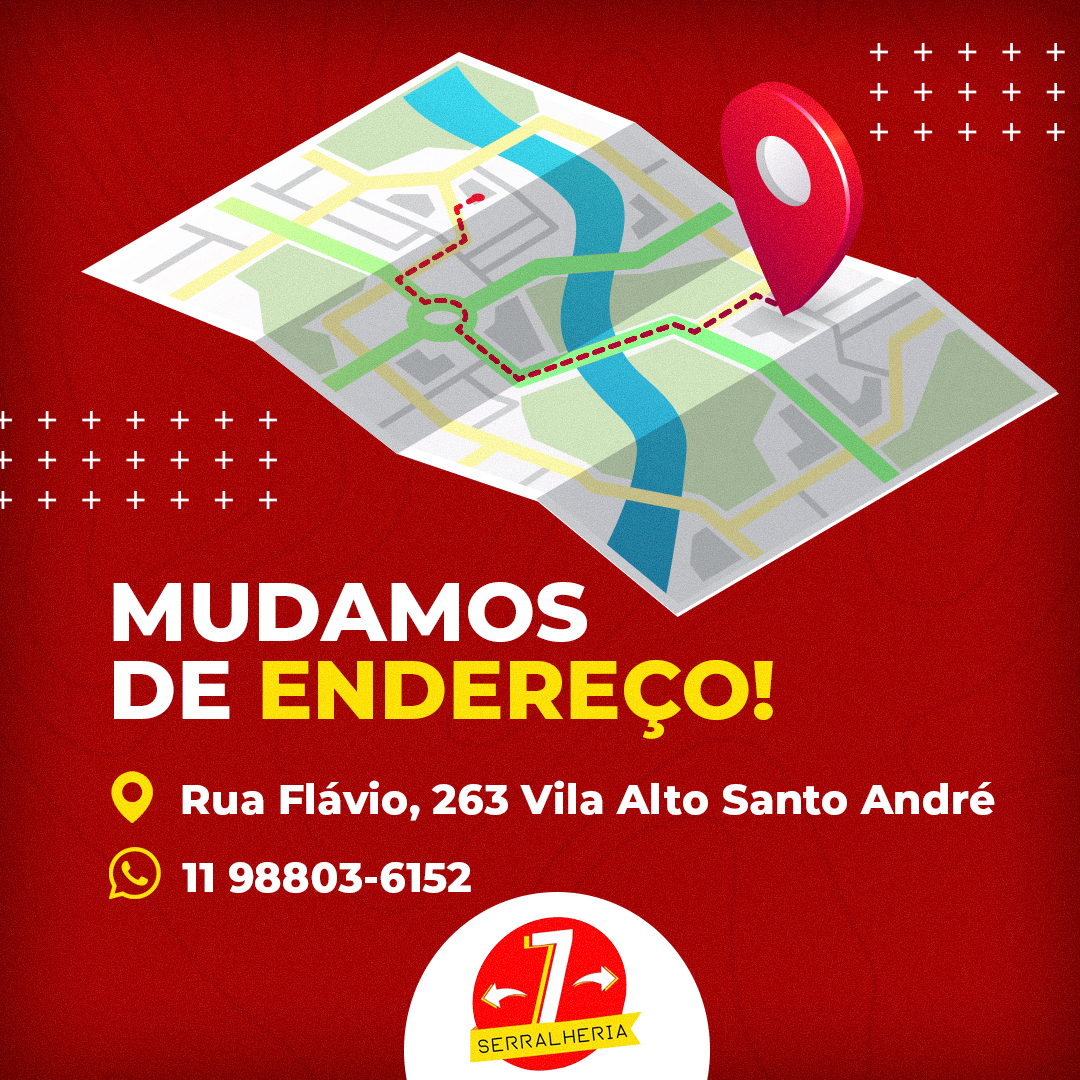 MUDAMOS
DE ENDEREÇO!
Rua Flávio, 263 Vila Alto Santo André
11 98803-6152
7
SERRALHERIA